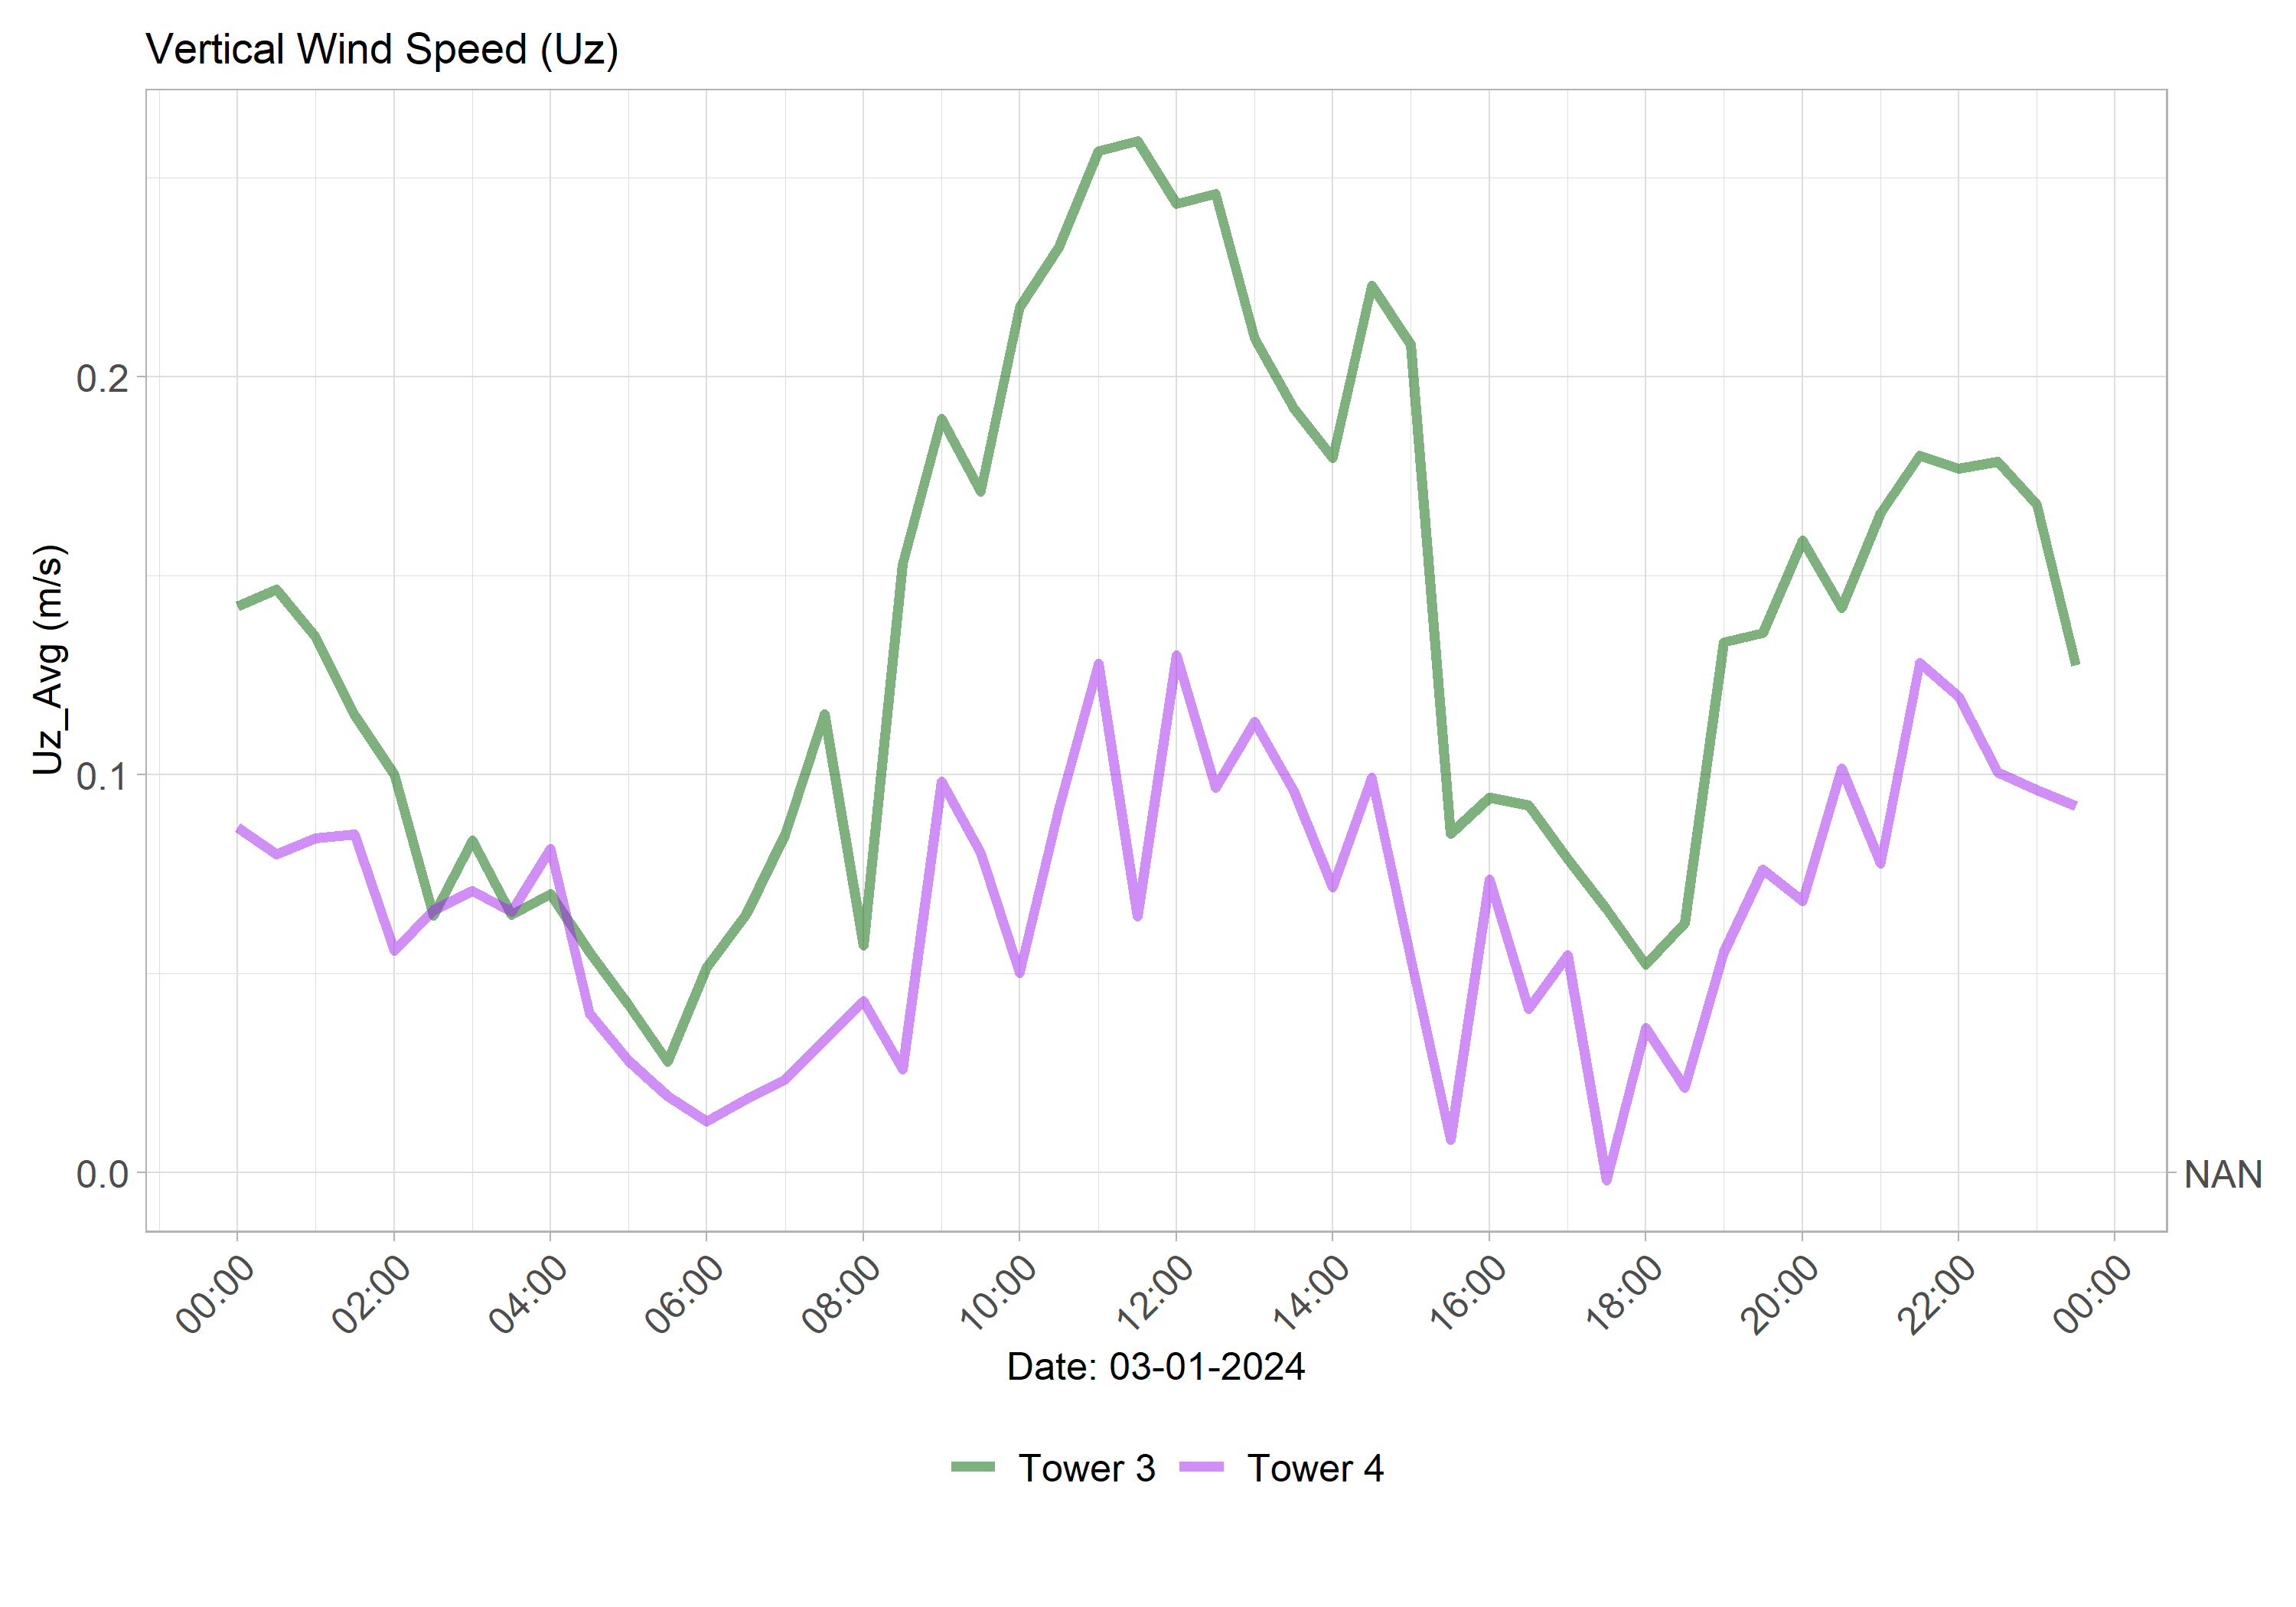 Vertical Wind Speed (Uz)
Uz_Avg (m/s)
0.2
0.1
0.0
NAN
00:00 02:00 04:00 06:00 08:00 10:00 12:00 14:00 16:00 18:00 20:00 22:00 00:00
Date: 03-01-2024
Tower 3 Tower 4